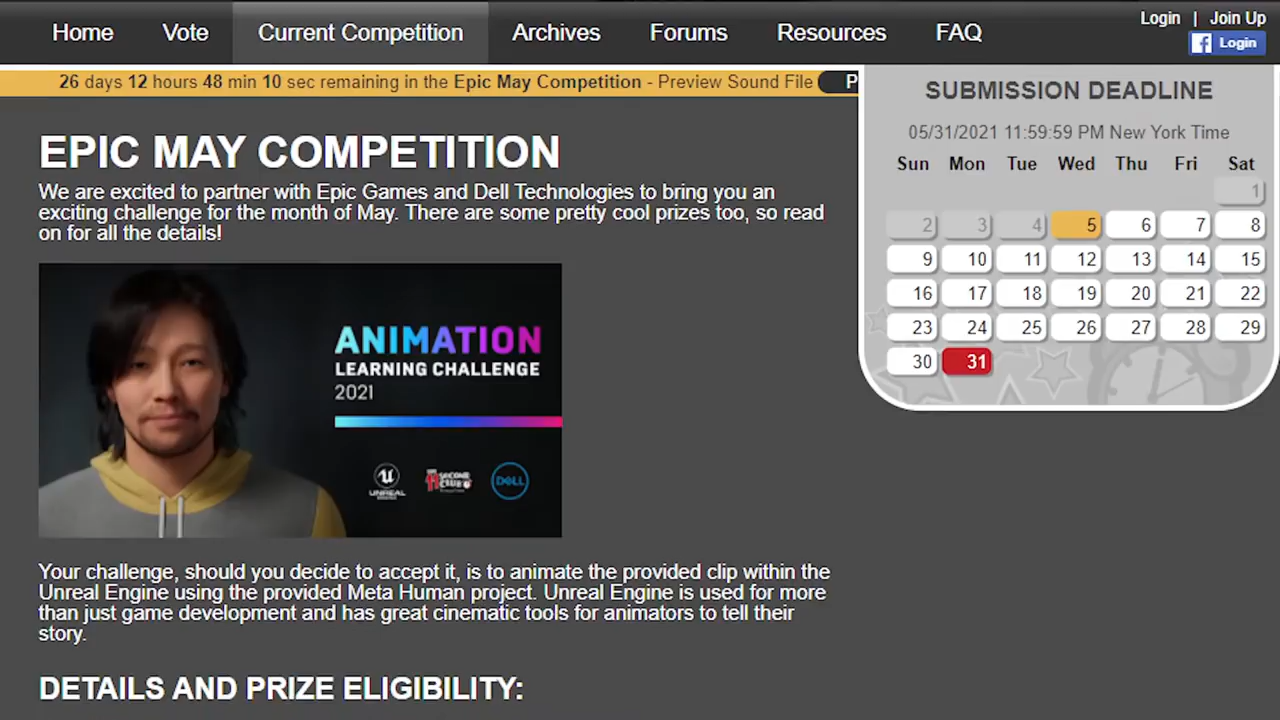 Home Vote Current Competition Archives Forums Resources FAQ
Login | Join Up
Login
26 days 12 hours 48 min 10 sec remaining in the Epic May Competition - Preview Sound File P
SUBMISSION DEADLINE
05/31/2021 11:59:59 PM New York Time
Sun Mon Tue Wed Thu Fri Sat
1
2 3 4 5 6 7 8
9 10 11 12 13 14 15
16 17 18 19 20 21 22
23 24 25 26 27 28 29
30 31
EPIC MAY COMPETITION
We are excited to partner with Epic Games and Dell Technologies to bring you an
exciting challenge for the month of May. There are some pretty cool prizes too, so read
on for all the details!
ANIMATION
LEARNING CHALLENGE
2021
UNREAL
11 SECOND CLUB
DELL
Your challenge, should you decide to accept it, is to animate the provided clip within the
Unreal Engine using the provided Meta Human project. Unreal Engine is used for more
than just game development and has great cinematic tools for animators to tell their
story.
DETAILS AND PRIZE ELIGIBILITY: